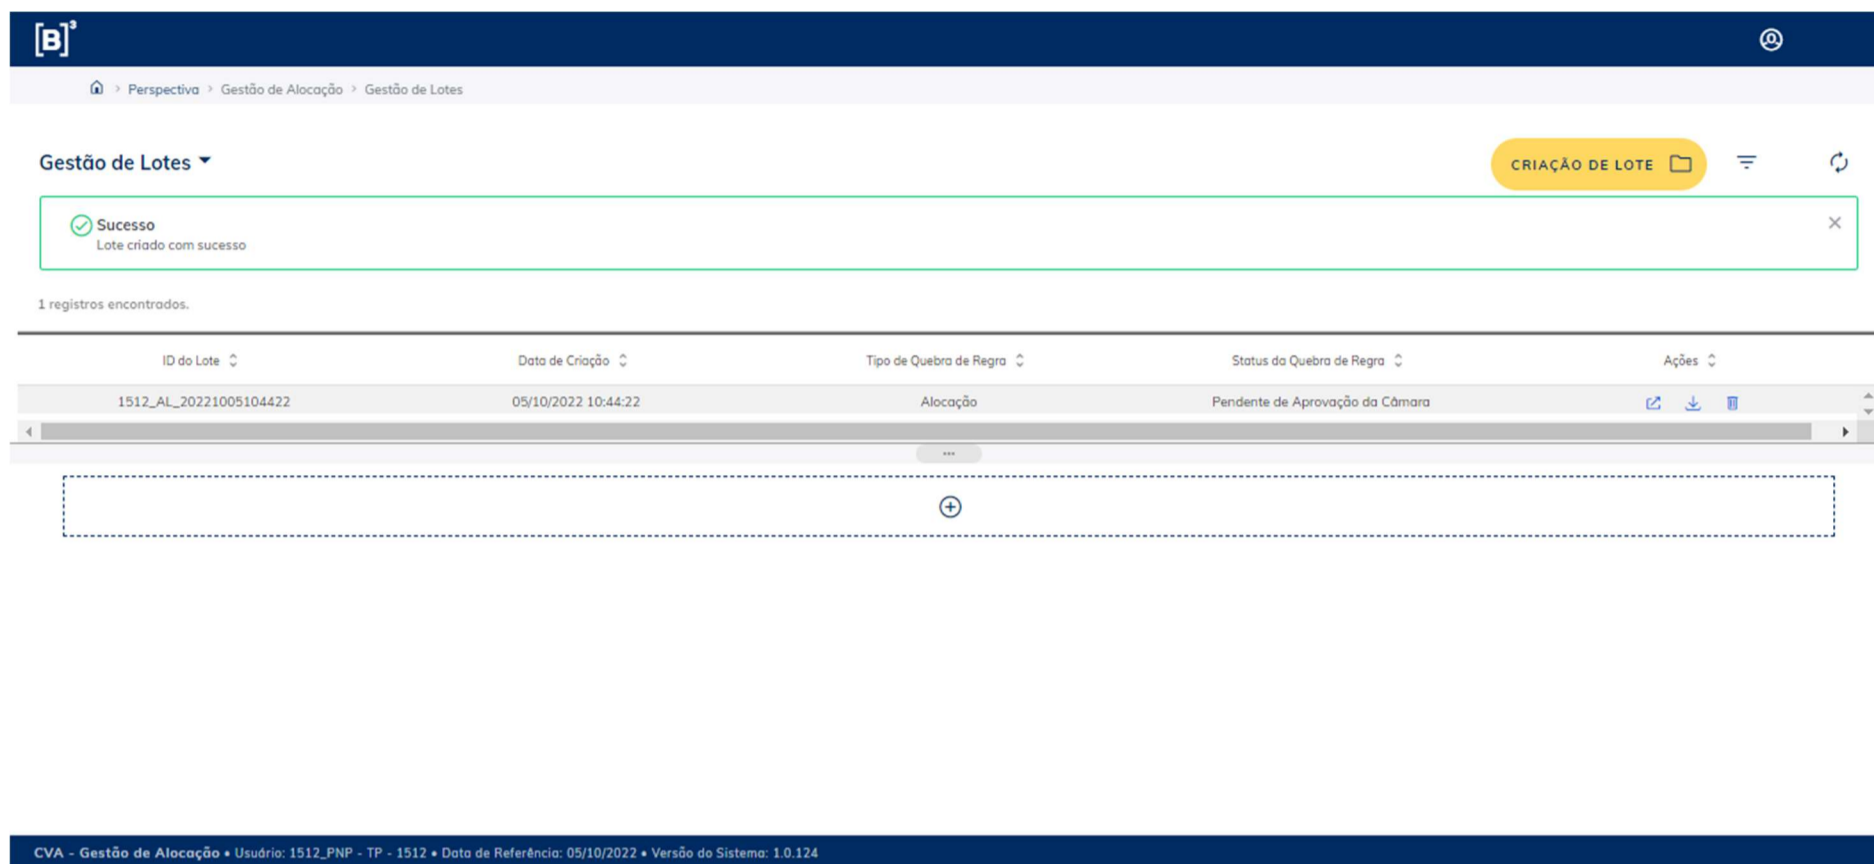 [B]³
Perspectiva > Gestão de Alocação > Gestão de Lotes
Gestão de Lotes
CRIAÇÃO DE LOTE
Sucesso
Lote criado com sucesso
1 registros encontrados.
ID do Lote Data de Criação Tipo de Quebra de Regra Status da Quebra de Regra Ações
1512_AL_20221005104422 05/10/2022 10:44:22 Alocação Pendente de Aprovação da Câmara
CVA - Gestão de Alocação • Usuário: 1512_PNP - TP - 1512 • Data de Referência: 05/10/2022 • Versão do Sistema: 1.0.124